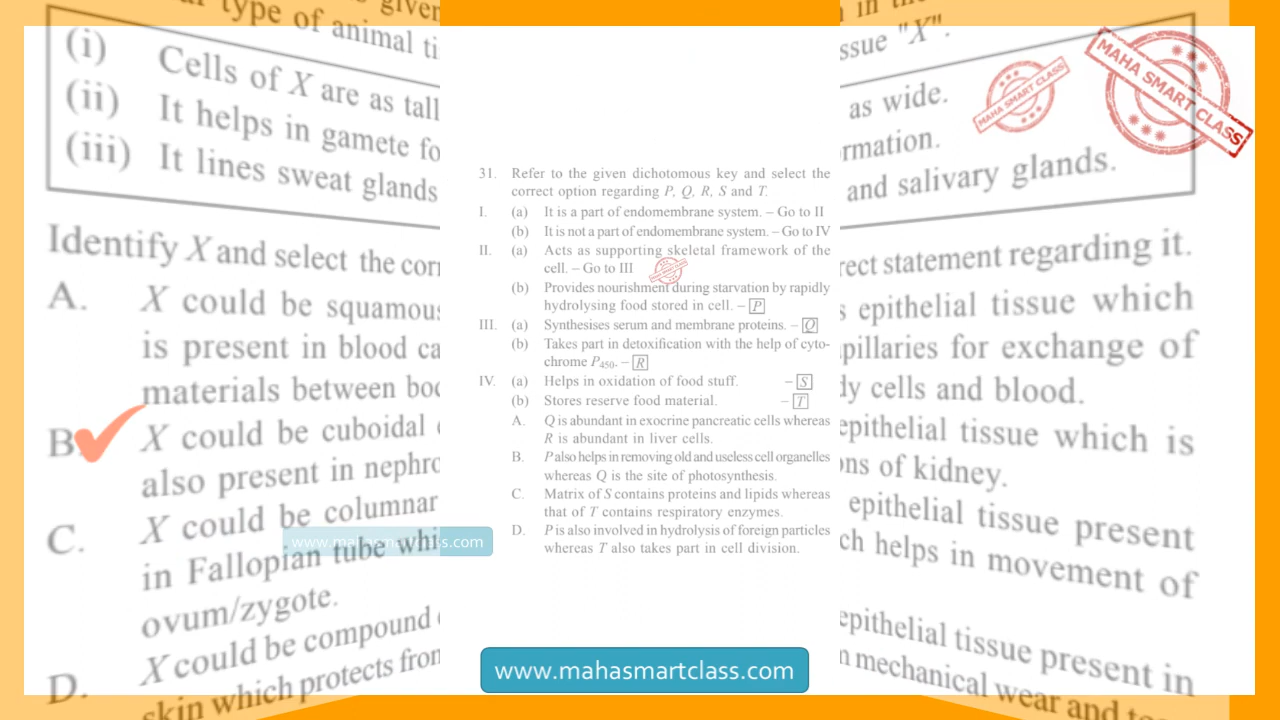 type of animal ti
(i) Cells of X are as tall
(ii) It helps in gamete fo
(iii) It lines sweat glands
Identify X and select the corr
A. X could be squamous
is present in blood ca
materials between bod
B. X could be cuboidal e
also present in nephro
C. X could be columnar
in Fallopian tube whi
ovum/zygote.
D. X could be compound
skin which protects from
31. Refer to the given dichotomous key and select the
correct option regarding P, Q, R, S and T.
I. (a) It is a part of endomembrane system. – Go to II
(b) It is not a part of endomembrane system. – Go to IV
II. (a) Acts as supporting skeletal framework of the
cell. – Go to III
(b) Provides nourishment during starvation by rapidly
hydrolysing food stored in cell. – P
III. (a) Synthesises serum and membrane proteins. – Q
(b) Takes part in detoxification with the help of cyto-
chrome P450. – R
IV. (a) Helps in oxidation of food stuff. – S
(b) Stores reserve food material. – T
A. Q is abundant in exocrine pancreatic cells whereas
R is abundant in liver cells.
B. P also helps in removing old and useless cell organelles
whereas Q is the site of photosynthesis.
C. Matrix of S contains proteins and lipids whereas
that of T contains respiratory enzymes.
D. P is also involved in hydrolysis of foreign particles
whereas T also takes part in cell division.
www.mahasmartclass.com
ssue "X".
as wide.
rmation.
and salivary glands.
rect statement regarding it.
s epithelial tissue which
pillaries for exchange of
dy cells and blood.
epithelial tissue which is
ons of kidney.
epithelial tissue present
ch helps in movement of
epithelial tissue present in
n mechanical wear and
MAHA SMART CLASS
MAHA SMART CLASS